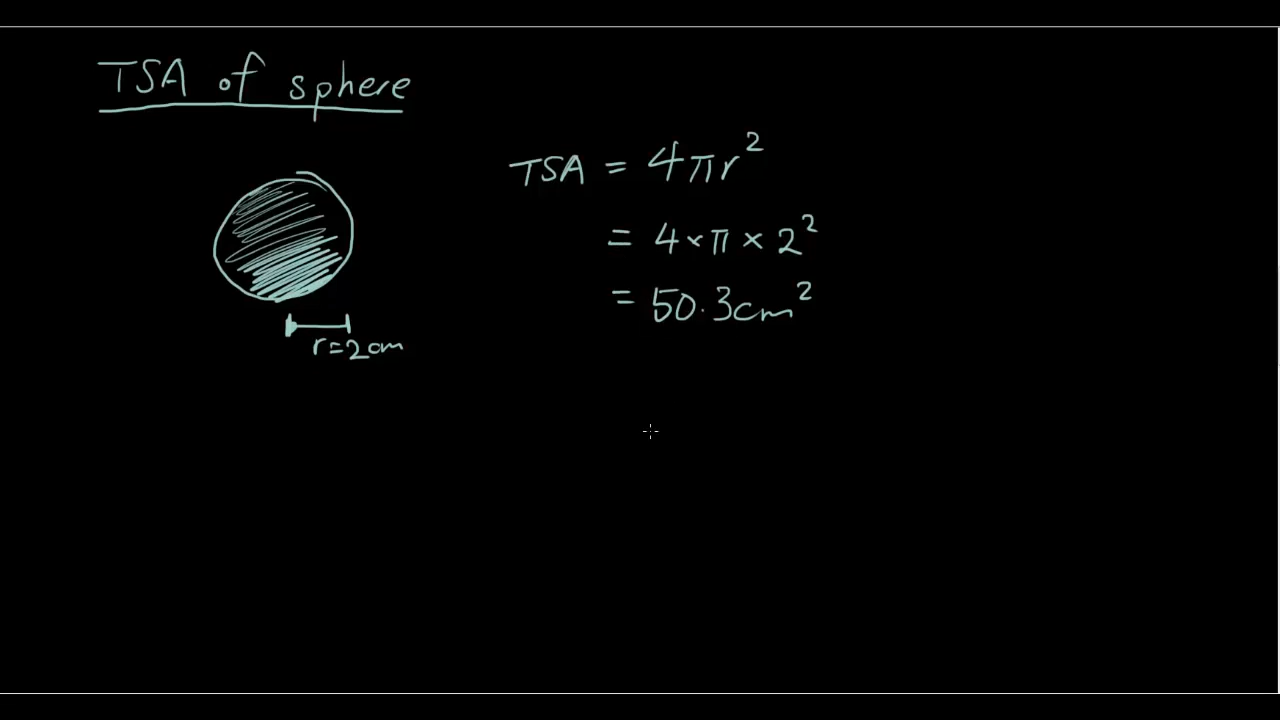 TSA of sphere
TSA = 4πr²
= 4×π×2²
= 50.3cm²
r=2cm